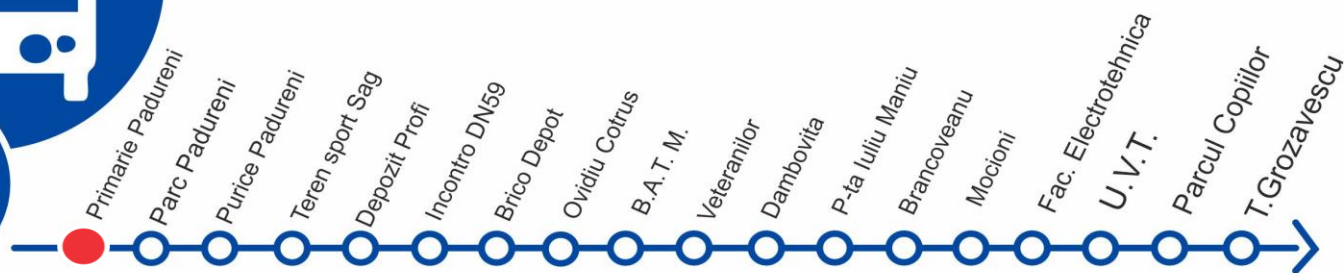 Primarie Padureni
Parc Padureni
Purice Padureni
Teren sport Sag
Depozit Profi
Incontro DN59
Brico Depot
Ovidiu Cotrus
B.A.T. M.
Veteranilor
Dambovita
P-ta Iuliu Maniu
Brancoveanu
Mocioni
Fac. Electrotehnica
U.V.T.
Parcul Copiilor
T.Grozavescu